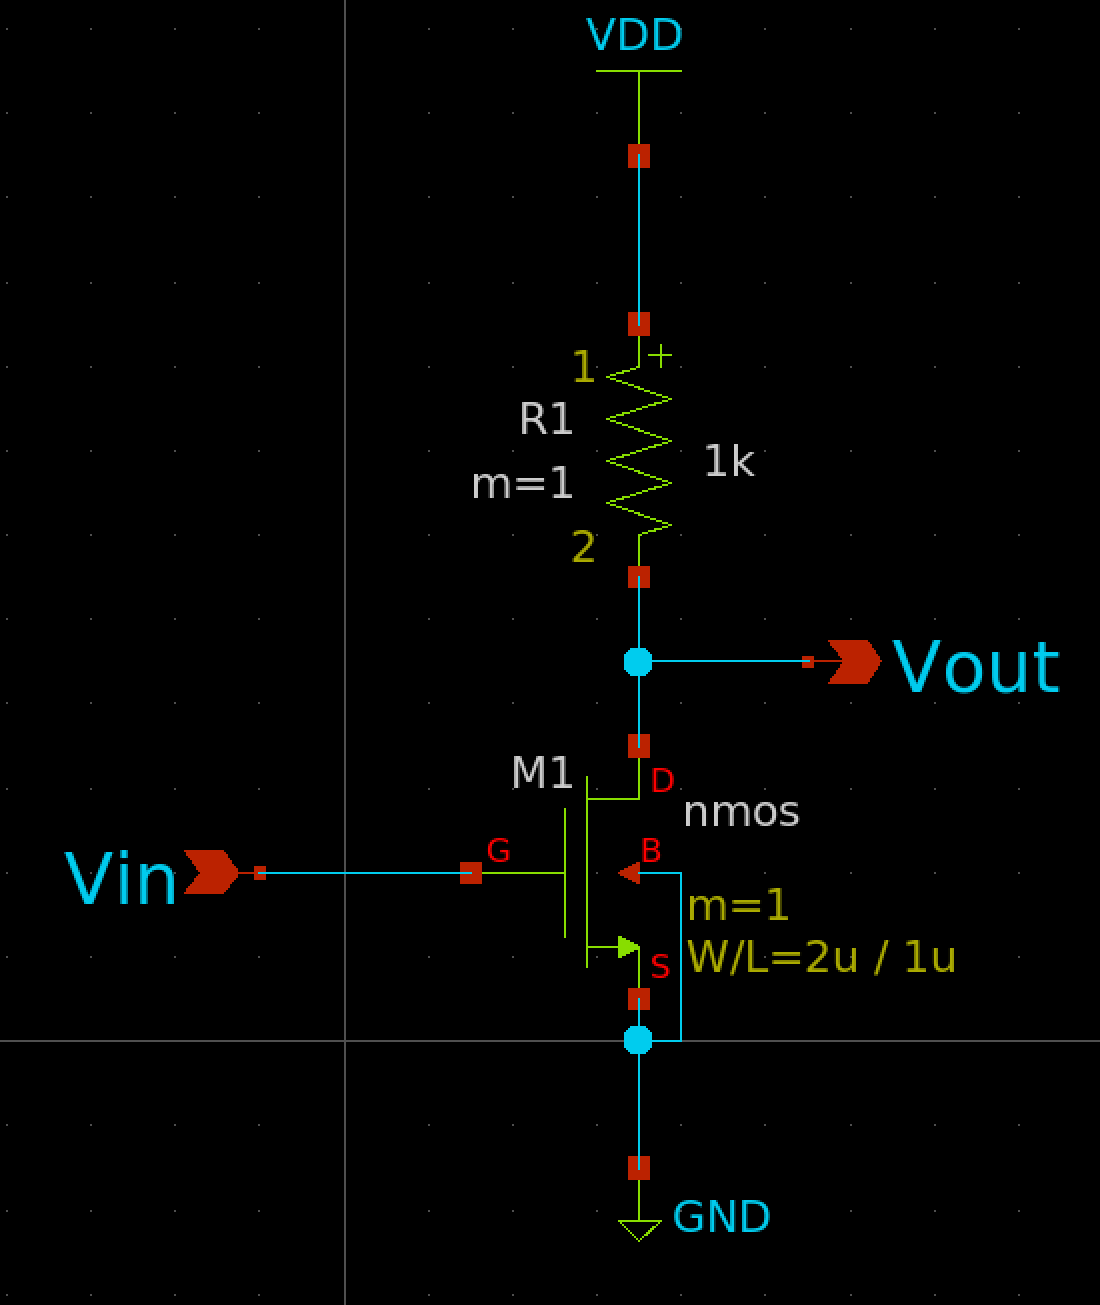 VDD
1
R1
1k
m=1
2
Vout
M1
D
nmos
Vin
G
B
m=1
W/L=2u / 1u
S
GND